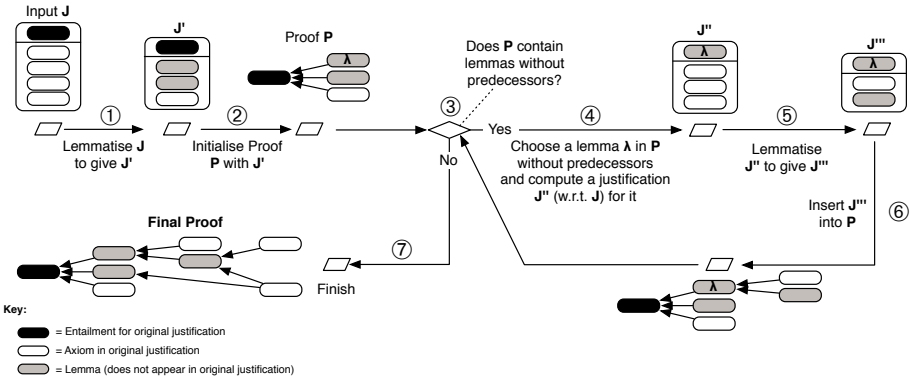 Input J
J'
Proof P
Does P contain
lemmas without
predecessors?
J''
J'''
λ
λ
λ
①
Lemmatise J
to give J'
②
Initialise Proof
P with J'
③
Yes
No
④
Choose a lemma λ in P
without predecessors
and compute a justification
J'' (w.r.t. J) for it
⑤
Lemmatise
J'' to give J'''
Insert J'''
into P
⑥
Final Proof
⑦
Finish
λ
Key:
= Entailment for original justification
= Axiom in original justification
= Lemma (does not appear in original justification)